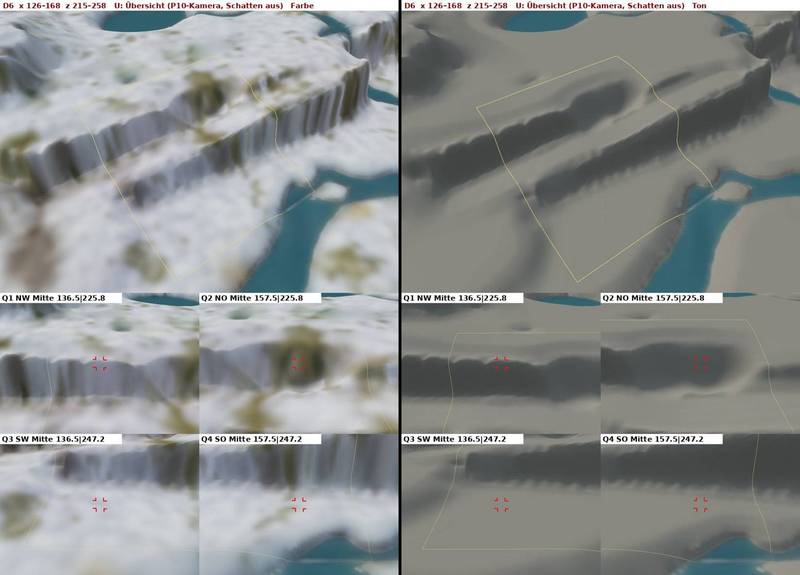 D6 x 126-168 z 215-258 U: Übersicht (P10-Kamera, Schatten aus) Farbe
D6 x 126-168 z 215-258 U: Übersicht (P10-Kamera, Schatten aus) Ton
Q1 NW Mitte 136.5|225.8
Q2 NO Mitte 157.5|225.8
Q1 NW Mitte 136.5|225.8
Q2 NO Mitte 157.5|225.8
Q3 SW Mitte 136.5|247.2
Q4 SO Mitte 157.5|247.2
Q3 SW Mitte 136.5|247.2
Q4 SO Mitte 157.5|247.2